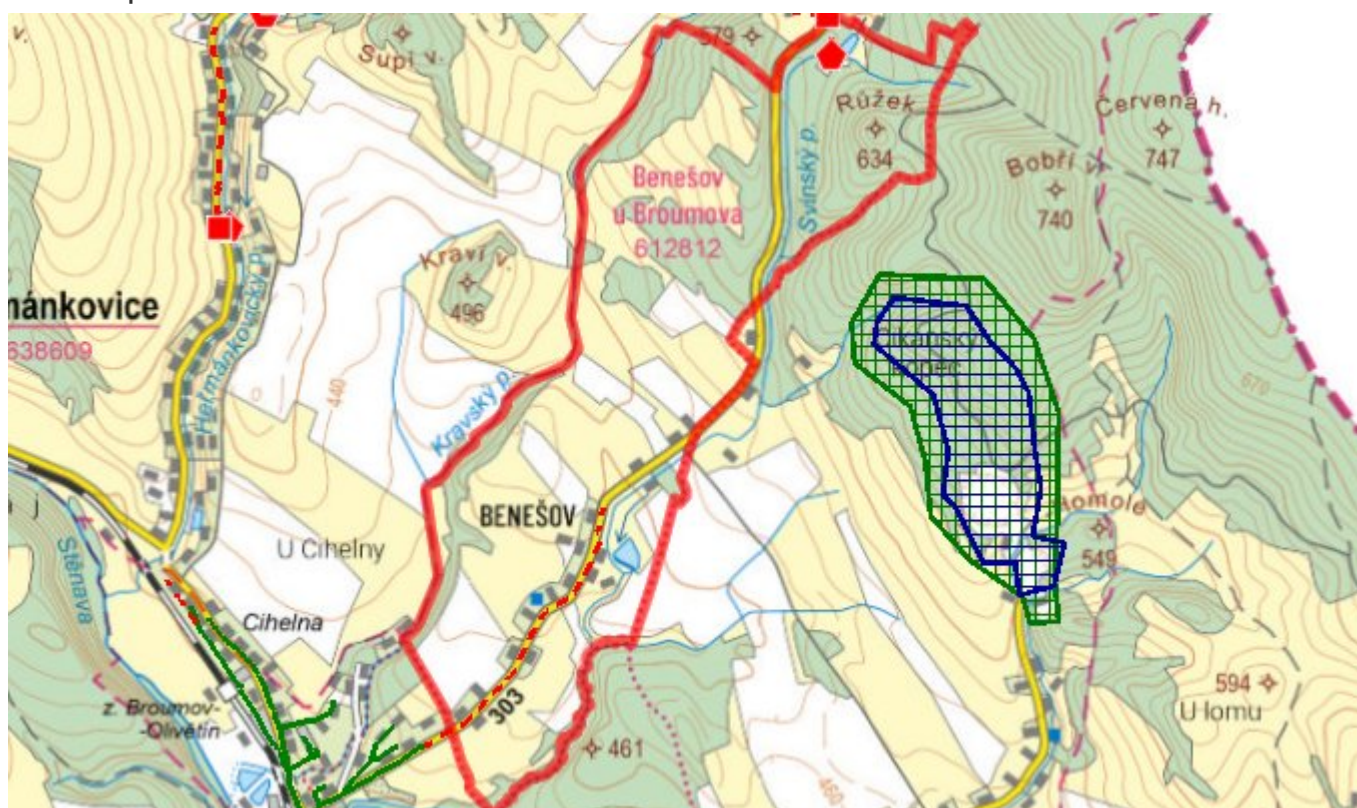 v.
Supí v.
579
Růžek
634
Červená h.
747
Bobří v.
740
Benešov
u Broumova
612812
Svinský p.
Kraví v.
496
mánkovice
638609
Heřmánkovický p.
440
Kravský p.
670
BENEŠOV
U Cihelny
Homole
549
Stěnava
Cihelna
303
z. Broumov-
-Olivětín
461
594
U lomu
460